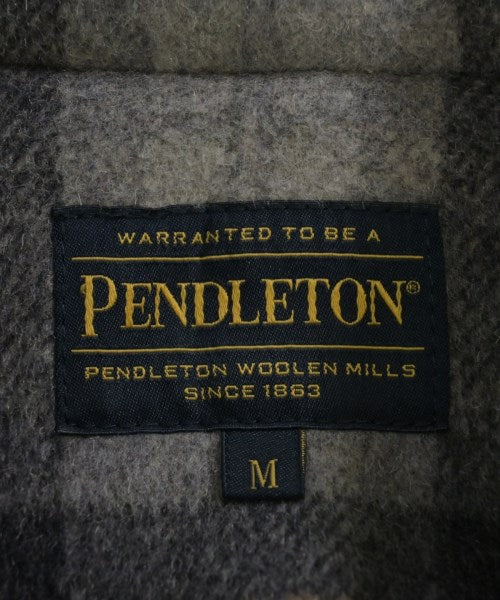 WARRANTED TO BE A
PENDLETON®
PENDLETON WOOLEN MILLS
SINCE 1863
M